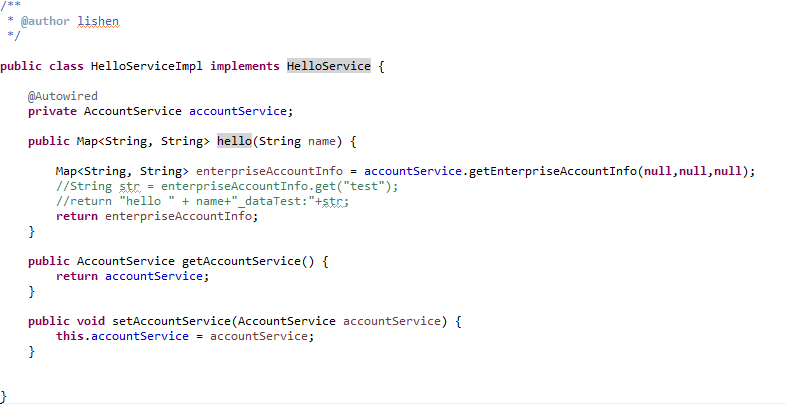 /**
 * @author lishen
 */
public class HelloServiceImpl implements HelloService {
    @Autowired
    private AccountService accountService;
    public Map<String, String> hello(String name) {
        Map<String, String> enterpriseAccountInfo = accountService.getEnterpriseAccountInfo(null,null,null);
        //String str = enterpriseAccountInfo.get("test");
        //return "hello " + name+"_dataTest:"+str;
        return enterpriseAccountInfo;
    }
    public AccountService getAccountService() {
        return accountService;
    }
    public void setAccountService(AccountService accountService) {
        this.accountService = accountService;
    }
}